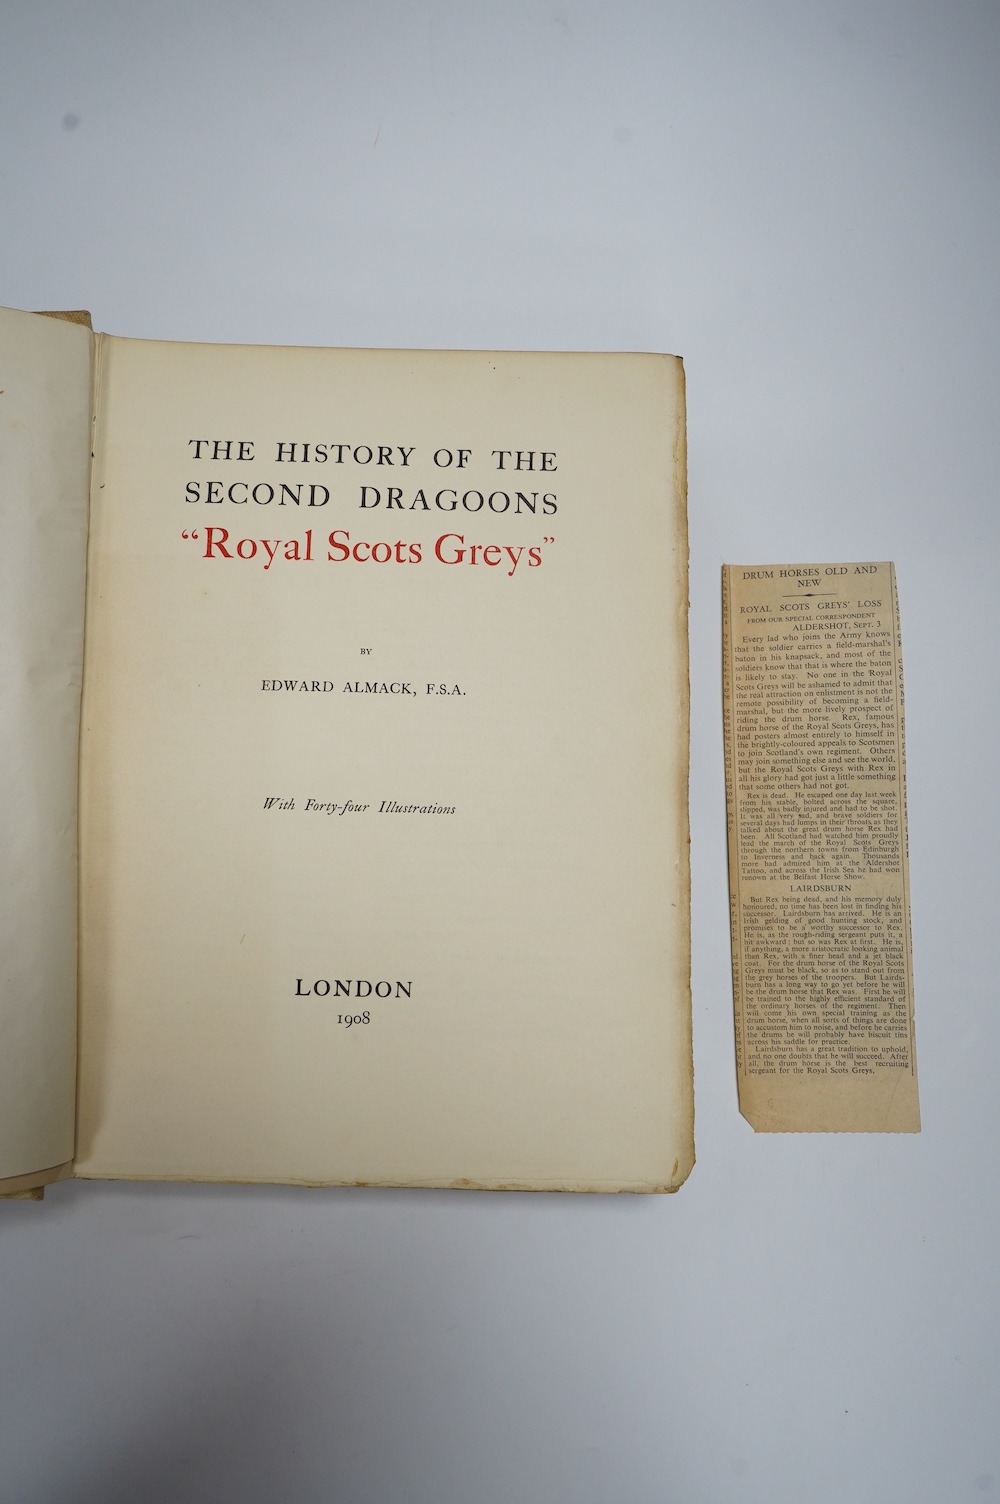 THE HISTORY OF THE
SECOND DRAGOONS
“Royal Scots Greys”
BY
EDWARD ALMACK, F.S.A.
With Forty-four Illustrations
LONDON
1908
DRUM HORSES OLD AND
NEW
ROYAL SCOTS GREYS' LOSS
FROM OUR SPECIAL CORRESPONDENT
ALDERSHOT, SEPT. 3
Every lad who joins the Army knows
that the soldier carries a field-marshal's
baton in his knapsack, and most of the
soldiers know that that is where the baton
is likely to stay. No one in the Royal
Scots Greys will be ashamed to admit that
the real attraction on enlistment is not the
remote possibility of becoming a field-
marshal, but the more lively prospect of
riding the drum horse. Rex, famous
drum horse of the Royal Scots Greys, has
had posters almost entirely to himself in
the brightly-coloured appeals to Scotsmen
to join Scotland's own regiment. Others
may join something else and see the world,
but the Royal Scots Greys with Rex in
all his glory had got just a little something
that some others had not got.
Rex is dead. He escaped one day last week
from his stable, bolted across the square,
slipped, was badly injured and had to be shot.
It was all very sad, and brave soldiers for
several days had lumps in their throats as they
talked about the great drum horse Rex had
been. All Scotland had watched him proudly
lead the march of the Royal Scots Greys
through the northern towns from Edinburgh
to Inverness and back again. Thousands
more had admired him at the Aldershot
Tattoo, and across the Irish Sea he had won
renown at the Belfast Horse Show.
LAIRDSBURN
But Rex being dead, and his memory duly
honoured, no time has been lost in finding his
successor. Lairdsburn has arrived. He is an
Irish gelding of good hunting stock, and
promises to be a worthy successor to Rex.
He is, as the rough-riding sergeant puts it, a
bit awkward; but so was Rex at first. He is,
if anything, a more aristocratic looking animal
than Rex, with a finer head and a jet black
coat. For the drum horse of the Royal Scots
Greys must be black, so as to stand out from
the grey horses of the troopers. But Lairds-
burn has a long way to go yet before he will
be the drum horse that Rex was. First he will
be trained to the highly efficient standard of
the ordinary horses of the regiment. Then
will come his own special training as the
drum horse, when all sorts of things are done
to accustom him to noise, and before he carries
the drums he will probably have biscuit tins
across his saddle for practice.
Lairdsburn has a great tradition to uphold,
and no one doubts that he will succeed. After
all, the drum horse is the best recruiting
sergeant for the Royal Scots Greys.